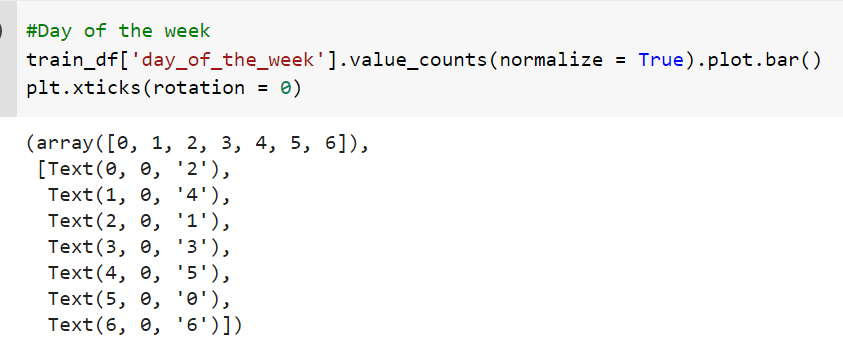 #Day of the week
train_df['day_of_the_week'].value_counts(normalize = True).plot.bar()
plt.xticks(rotation = 0)
(array([0, 1, 2, 3, 4, 5, 6]),
[Text(0, 0, '2'),
Text(1, 0, '4'),
Text(2, 0, '1'),
Text(3, 0, '3'),
Text(4, 0, '5'),
Text(5, 0, '0'),
Text(6, 0, '6')])